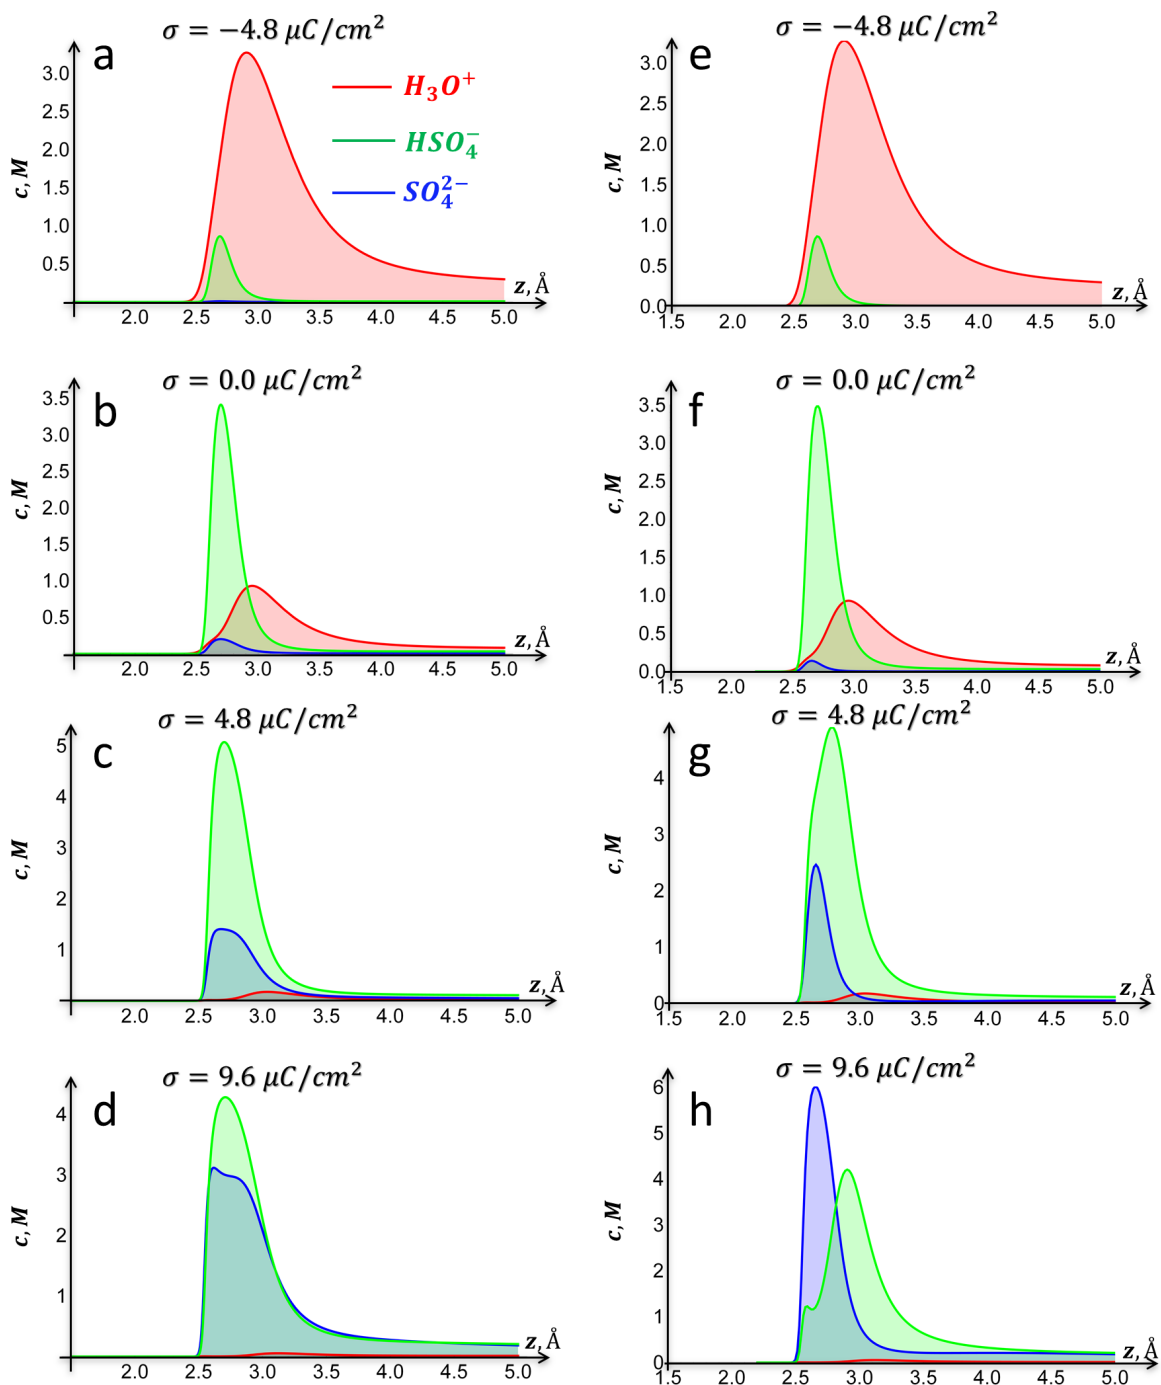 σ = −4.8 μC/cm²
a
3.0
2.5
2.0
1.5
1.0
0.5
c, M
H₃O⁺
HSO₄⁻
SO₄²⁻
z, Å
2.0 2.5 3.0 3.5 4.0 4.5 5.0
σ = −4.8 μC/cm²
e
3.0
2.5
2.0
1.5
1.0
0.5
0.0
c, M
z, Å
1.5 2.0 2.5 3.0 3.5 4.0 4.5 5.0
σ = 0.0 μC/cm²
b
3.5
3.0
2.5
2.0
1.5
1.0
0.5
c, M
z, Å
2.0 2.5 3.0 3.5 4.0 4.5 5.0
σ = 0.0 μC/cm²
f
3.5
3.0
2.5
2.0
1.5
1.0
0.5
0.0
c, M
z, Å
1.5 2.0 2.5 3.0 3.5 4.0 4.5 5.0
σ = 4.8 μC/cm²
c
5
4
3
2
1
c, M
z, Å
2.0 2.5 3.0 3.5 4.0 4.5 5.0
σ = 4.8 μC/cm²
g
4
3
2
1
0
c, M
z, Å
1.5 2.0 2.5 3.0 3.5 4.0 4.5 5.0
σ = 9.6 μC/cm²
d
4
3
2
1
c, M
z, Å
2.0 2.5 3.0 3.5 4.0 4.5 5.0
σ = 9.6 μC/cm²
h
6
5
4
3
2
1
0
c, M
z, Å
1.5 2.0 2.5 3.0 3.5 4.0 4.5 5.0